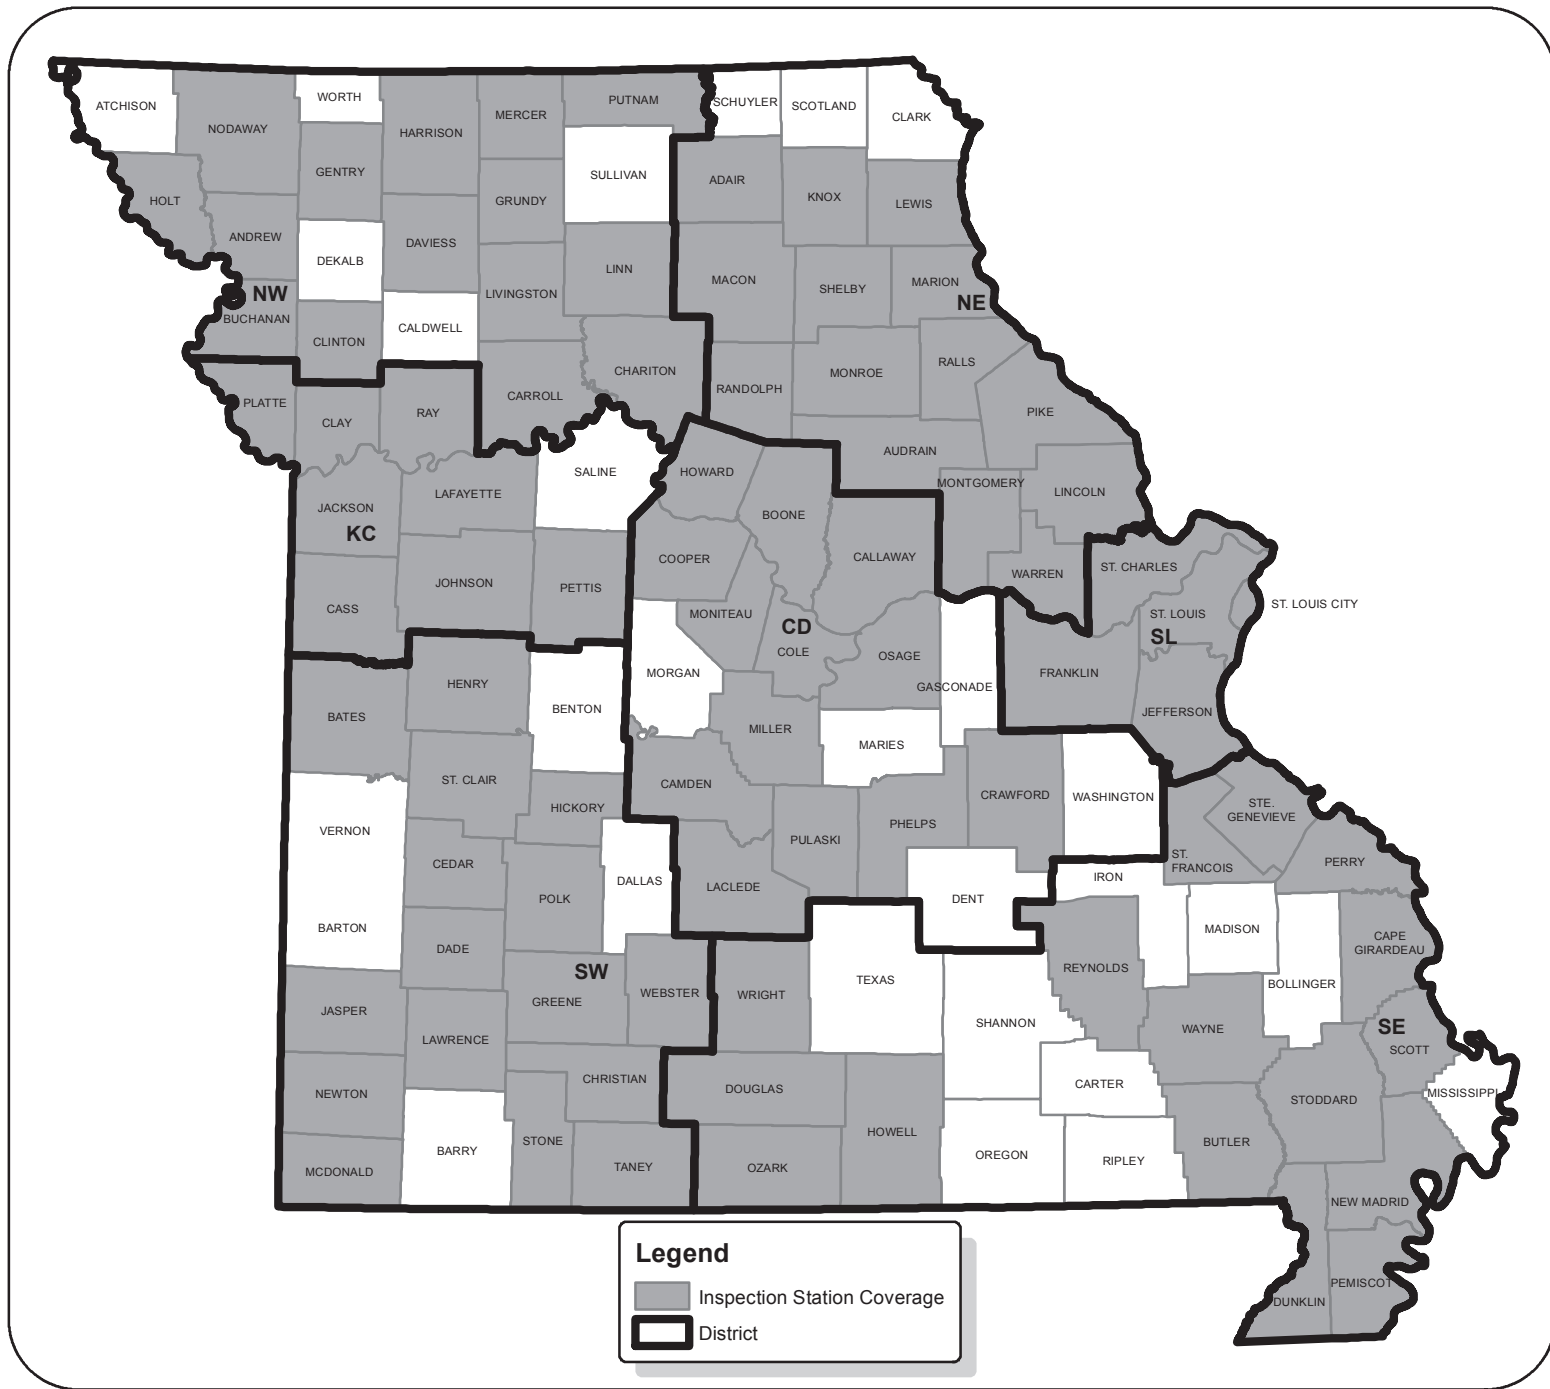 ATCHISON
NODAWAY
WORTH
HARRISON
MERCER
PUTNAM
SCHUYLER
SCOTLAND
CLARK
GENTRY
SULLIVAN
ADAIR
KNOX
LEWIS
HOLT
GRUNDY
ANDREW
DAVIESS
DEKALB
LINN
MACON
SHELBY
MARION
NW
NE
LIVINGSTON
BUCHANAN
CLINTON
CALDWELL
CHARITON
RANDOLPH
MONROE
RALLS
PLATTE
CLAY
RAY
CARROLL
PIKE
AUDRAIN
SALINE
HOWARD
MONTGOMERY
LINCOLN
LAFAYETTE
JACKSON
KC
BOONE
COOPER
CALLAWAY
WARREN
ST. CHARLES
JOHNSON
PETTIS
CASS
MONITEAU
CD
COLE
ST. LOUIS
SL
ST. LOUIS CITY
OSAGE
MORGAN
GASCONADE
FRANKLIN
HENRY
BENTON
BATES
MILLER
MARIES
JEFFERSON
ST. CLAIR
CAMDEN
HICKORY
CRAWFORD
WASHINGTON
STE.
GENEVIEVE
VERNON
PULASKI
PHELPS
CEDAR
DALLAS
LACLEDE
IRON
ST.
FRANCOIS
PERRY
POLK
DENT
BARTON
MADISON
CAPE
GIRARDEAU
DADE
SW
GREENE
WEBSTER
WRIGHT
TEXAS
REYNOLDS
BOLLINGER
JASPER
SHANNON
WAYNE
SE
SCOTT
LAWRENCE
CHRISTIAN
DOUGLAS
CARTER
NEWTON
STODDARD
MISSISSIPPI
HOWELL
BARRY
STONE
TANEY
OZARK
OREGON
RIPLEY
BUTLER
MCDONALD
NEW MADRID
PEMISCOT
DUNKLIN
Legend
Inspection Station Coverage
District